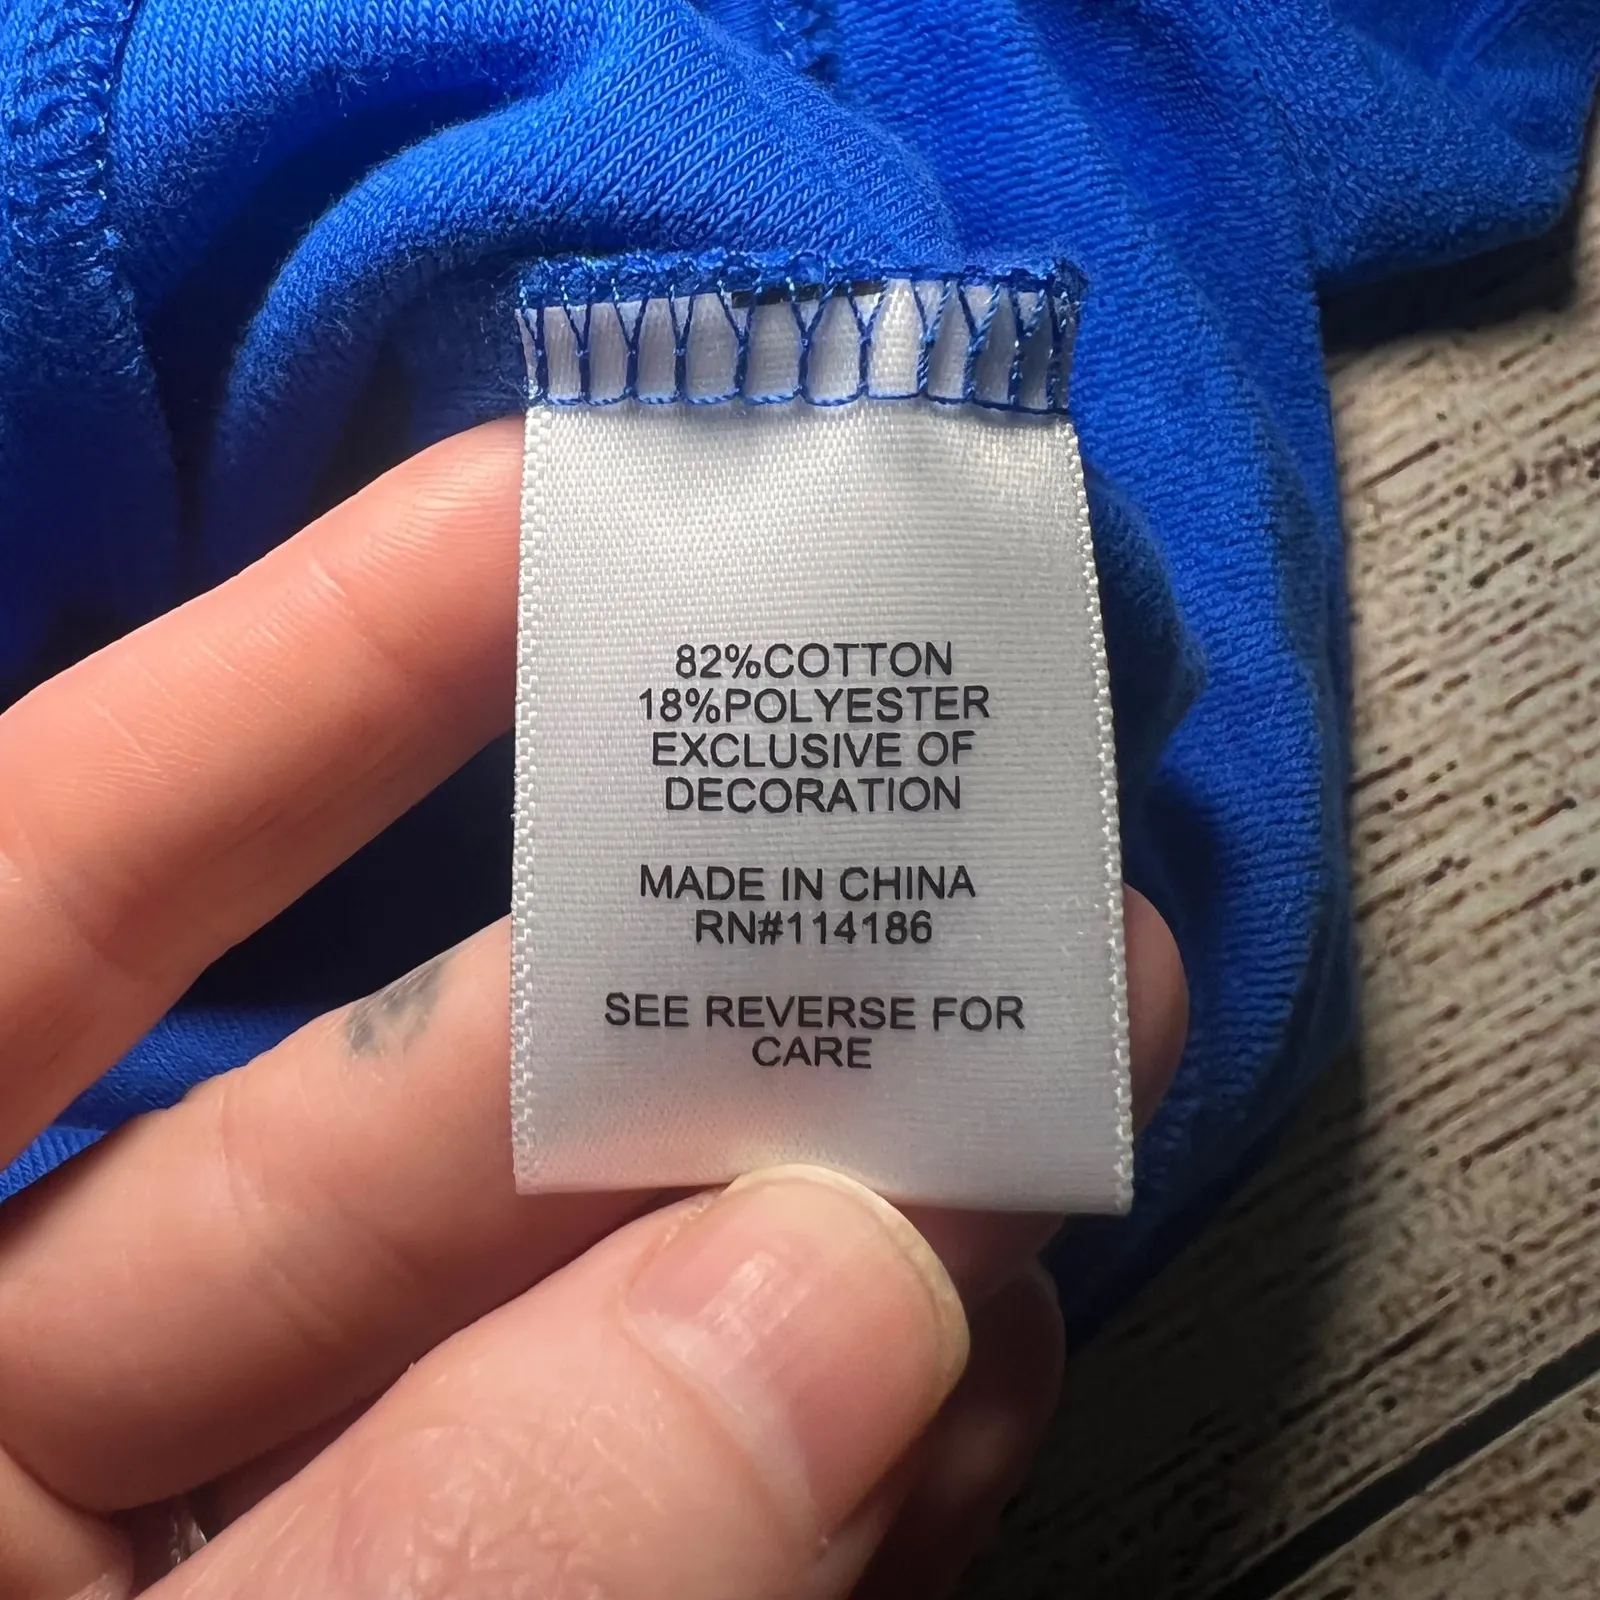 82%COTTON
18%POLYESTER
EXCLUSIVE OF
DECORATION
MADE IN CHINA
RN#114186
SEE REVERSE FOR
CARE